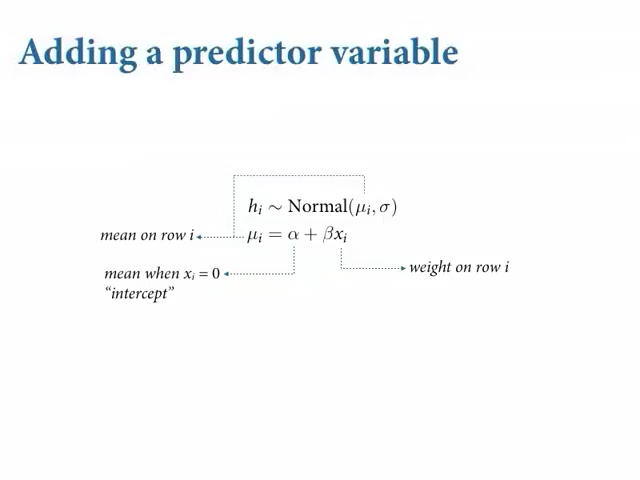 Adding a predictor variable
hᵢ ∼ Normal(μᵢ, σ)
mean on row i
μᵢ = α + βxᵢ
mean when xᵢ = 0
“intercept”
weight on row i